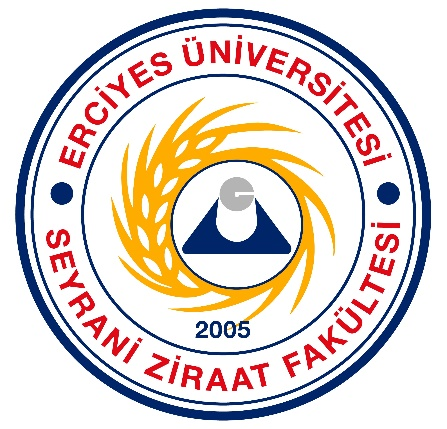 ERCİYES ÜNİVERSİTESİ
2005
SEYRANİ ZİRAAT FAKÜLTESİ